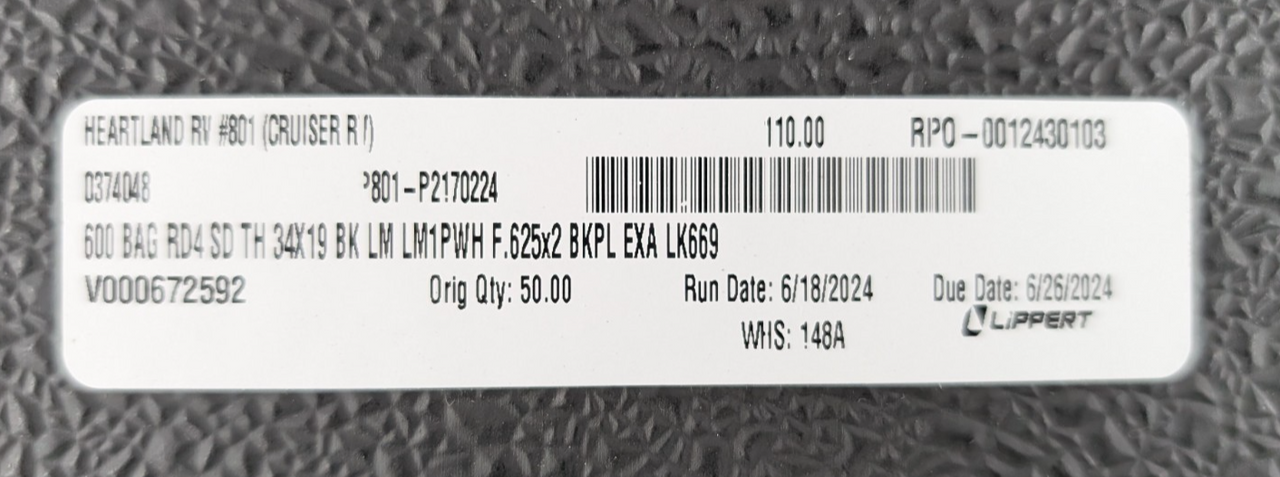 HEARTLAND RV #801 (CRUISER R V) 110.00 RPO-0012430103
0374048 P801-P2170224
600 BAG RD4 SD TH 34X19 BK LM LM1PWH F.625x2 BKPL EXA LK669
V000672592 Orig Qty: 50.00 Run Date: 6/18/2024 Due Date: 6/26/2024
WHS: 148A LiPPERT